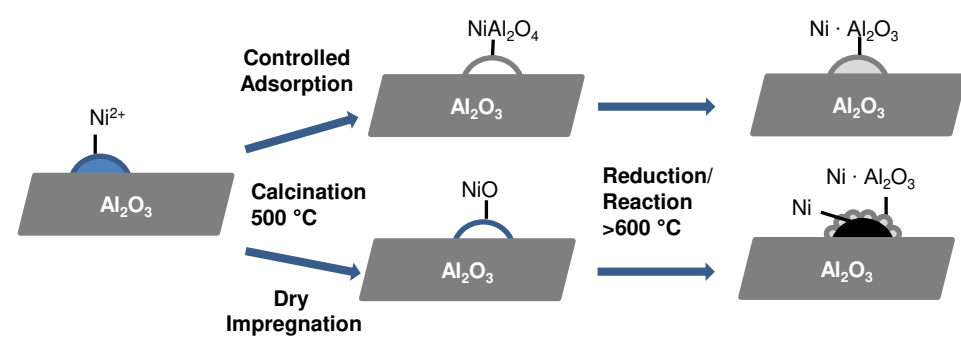 Ni²⁺
Al₂O₃
Controlled
Adsorption
Calcination
500 °C
Dry
Impregnation
NiAl₂O₄
Al₂O₃
NiO
Al₂O₃
Reduction/
Reaction
>600 °C
Ni · Al₂O₃
Al₂O₃
Ni · Al₂O₃
Ni
Al₂O₃